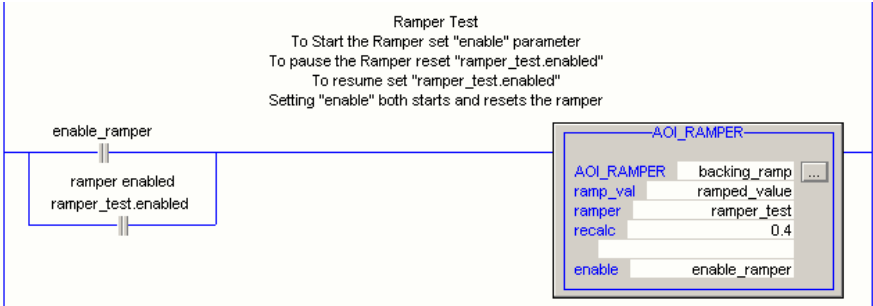 Ramper Test
To Start the Ramper set "enable" parameter
To pause the Ramper reset "ramper_test.enabled"
To resume set "ramper_test.enabled"
Setting "enable" both starts and resets the ramper
enable_ramper
ramper enabled
ramper_test.enabled
AOI_RAMPER
AOI_RAMPER backing_ramp ...
ramp_val ramped_value
ramper ramper_test
recalc 0.4
enable enable_ramper